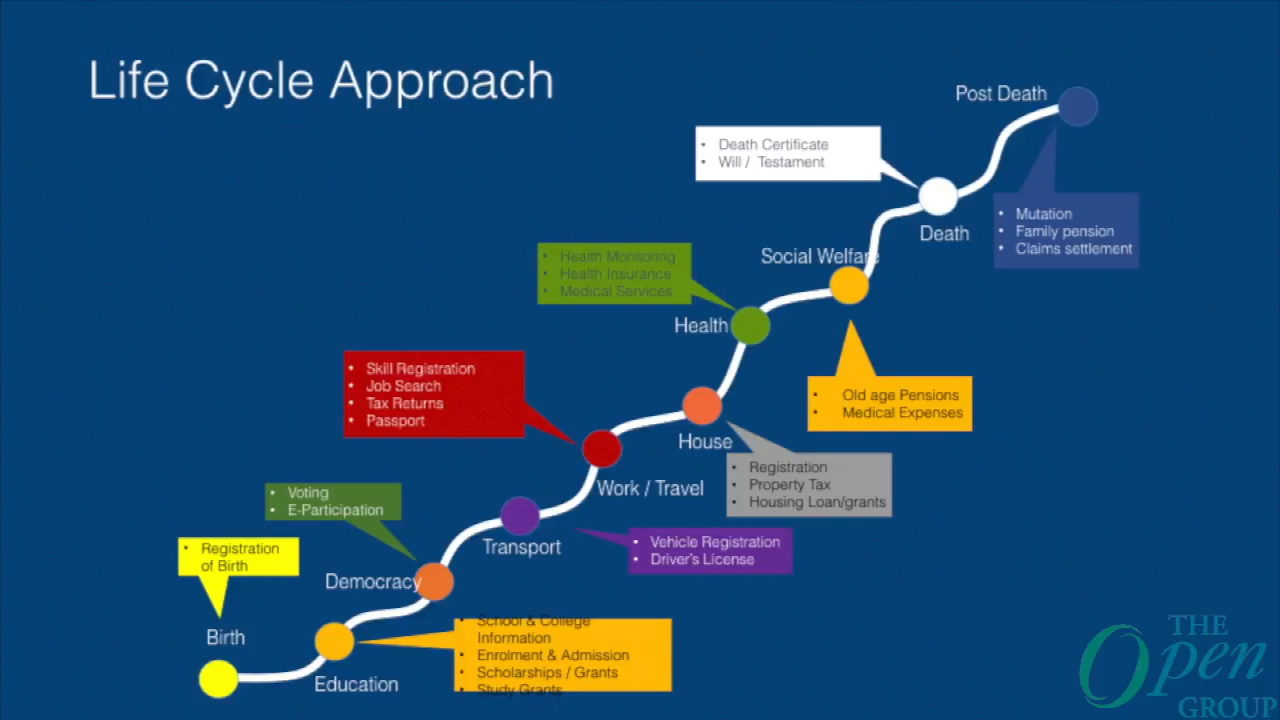 Life Cycle Approach
Post Death
• Death Certificate
• Will / Testament
Death
• Mutation
• Family pension
• Claims settlement
Social Welfare
• Health Monitoring
• Health Insurance
• Medical Services
Health
• Old age Pensions
• Medical Expenses
• Skill Registration
• Job Search
• Tax Returns
• Passport
House
• Registration
• Property Tax
• Housing Loan/grants
Work / Travel
• Voting
• E-Participation
Transport
• Vehicle Registration
• Driver's License
• Registration
of Birth
Democracy
• School & College
Information
• Enrolment & Admission
• Scholarships / Grants
• Study Grants
Birth
Education
THE
Open
GROUP